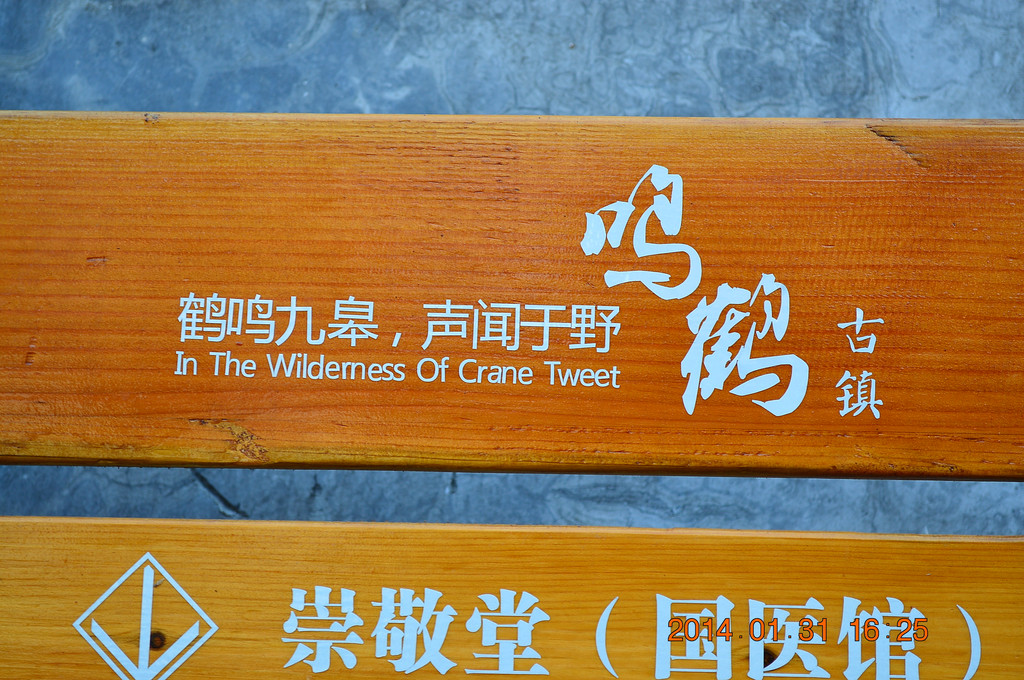 鹤鸣九皋，声闻于野
In The Wilderness Of Crane Tweet
鸣鹤
古镇
崇敬堂（国医馆）
2014.01.31 16:25